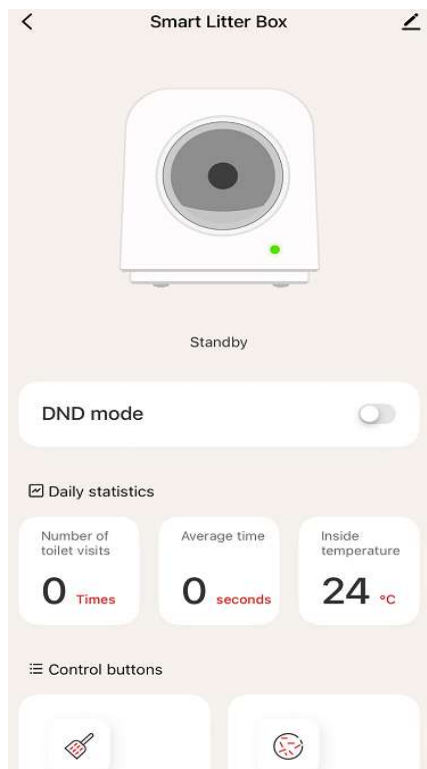 Smart Litter Box
Standby
DND mode
Daily statistics
Number of
toilet visits
0 Times
Average time
0 seconds
Inside
temperature
24 °C
Control buttons